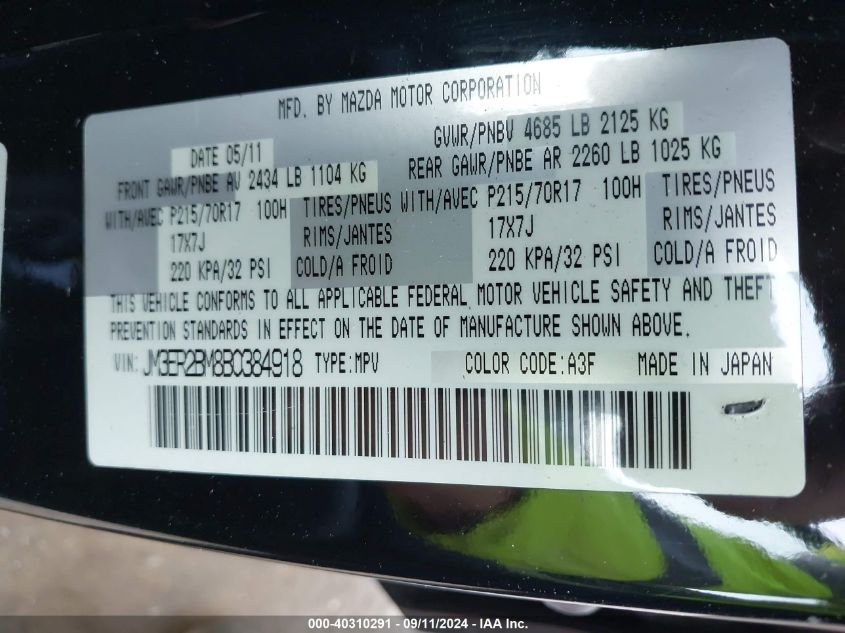 MFD. BY MAZDA MOTOR CORPORATION
DATE 05/11 GVWR/PNBV 4685 LB 2125 KG
FRONT GAWR/PNBE AV 2434 LB 1104 KG REAR GAWR/PNBE AR 2260 LB 1025 KG
WITH/AVEC P215/70R17 100H TIRES/PNEUS WITH/AVEC P215/70R17 100H TIRES/PNEUS
17X7J RIMS/JANTES 17X7J RIMS/JANTES
220 KPA/32 PSI COLD/A FROID 220 KPA/32 PSI COLD/A FROID
THIS VEHICLE CONFORMS TO ALL APPLICABLE FEDERAL MOTOR VEHICLE SAFETY AND THEFT
PREVENTION STANDARDS IN EFFECT ON THE DATE OF MANUFACTURE SHOWN ABOVE.
VIN: JM3ER2BM8BC384918 TYPE:MPV COLOR CODE:A3F MADE IN JAPAN
000-40310291 - 09/11/2024 - IAA Inc.